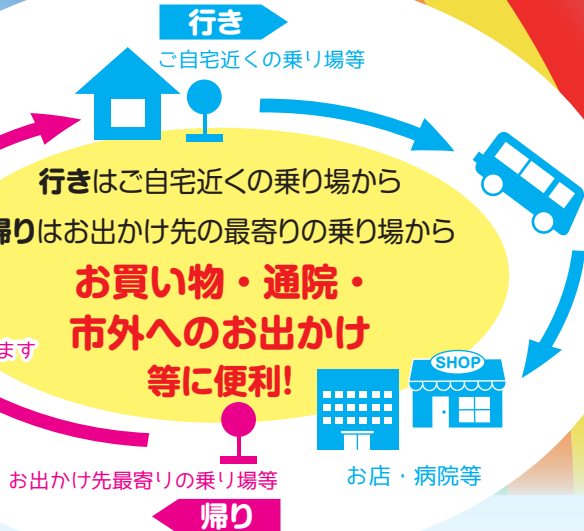 行き
ご自宅近くの乗り場等
行きはご自宅近くの乗り場から
帰りはお出かけ先の最寄りの乗り場から
お買い物・通院・
市外へのお出かけ
等に便利!
ます
SHOP
お店・病院等
お出かけ先最寄りの乗り場等
帰り